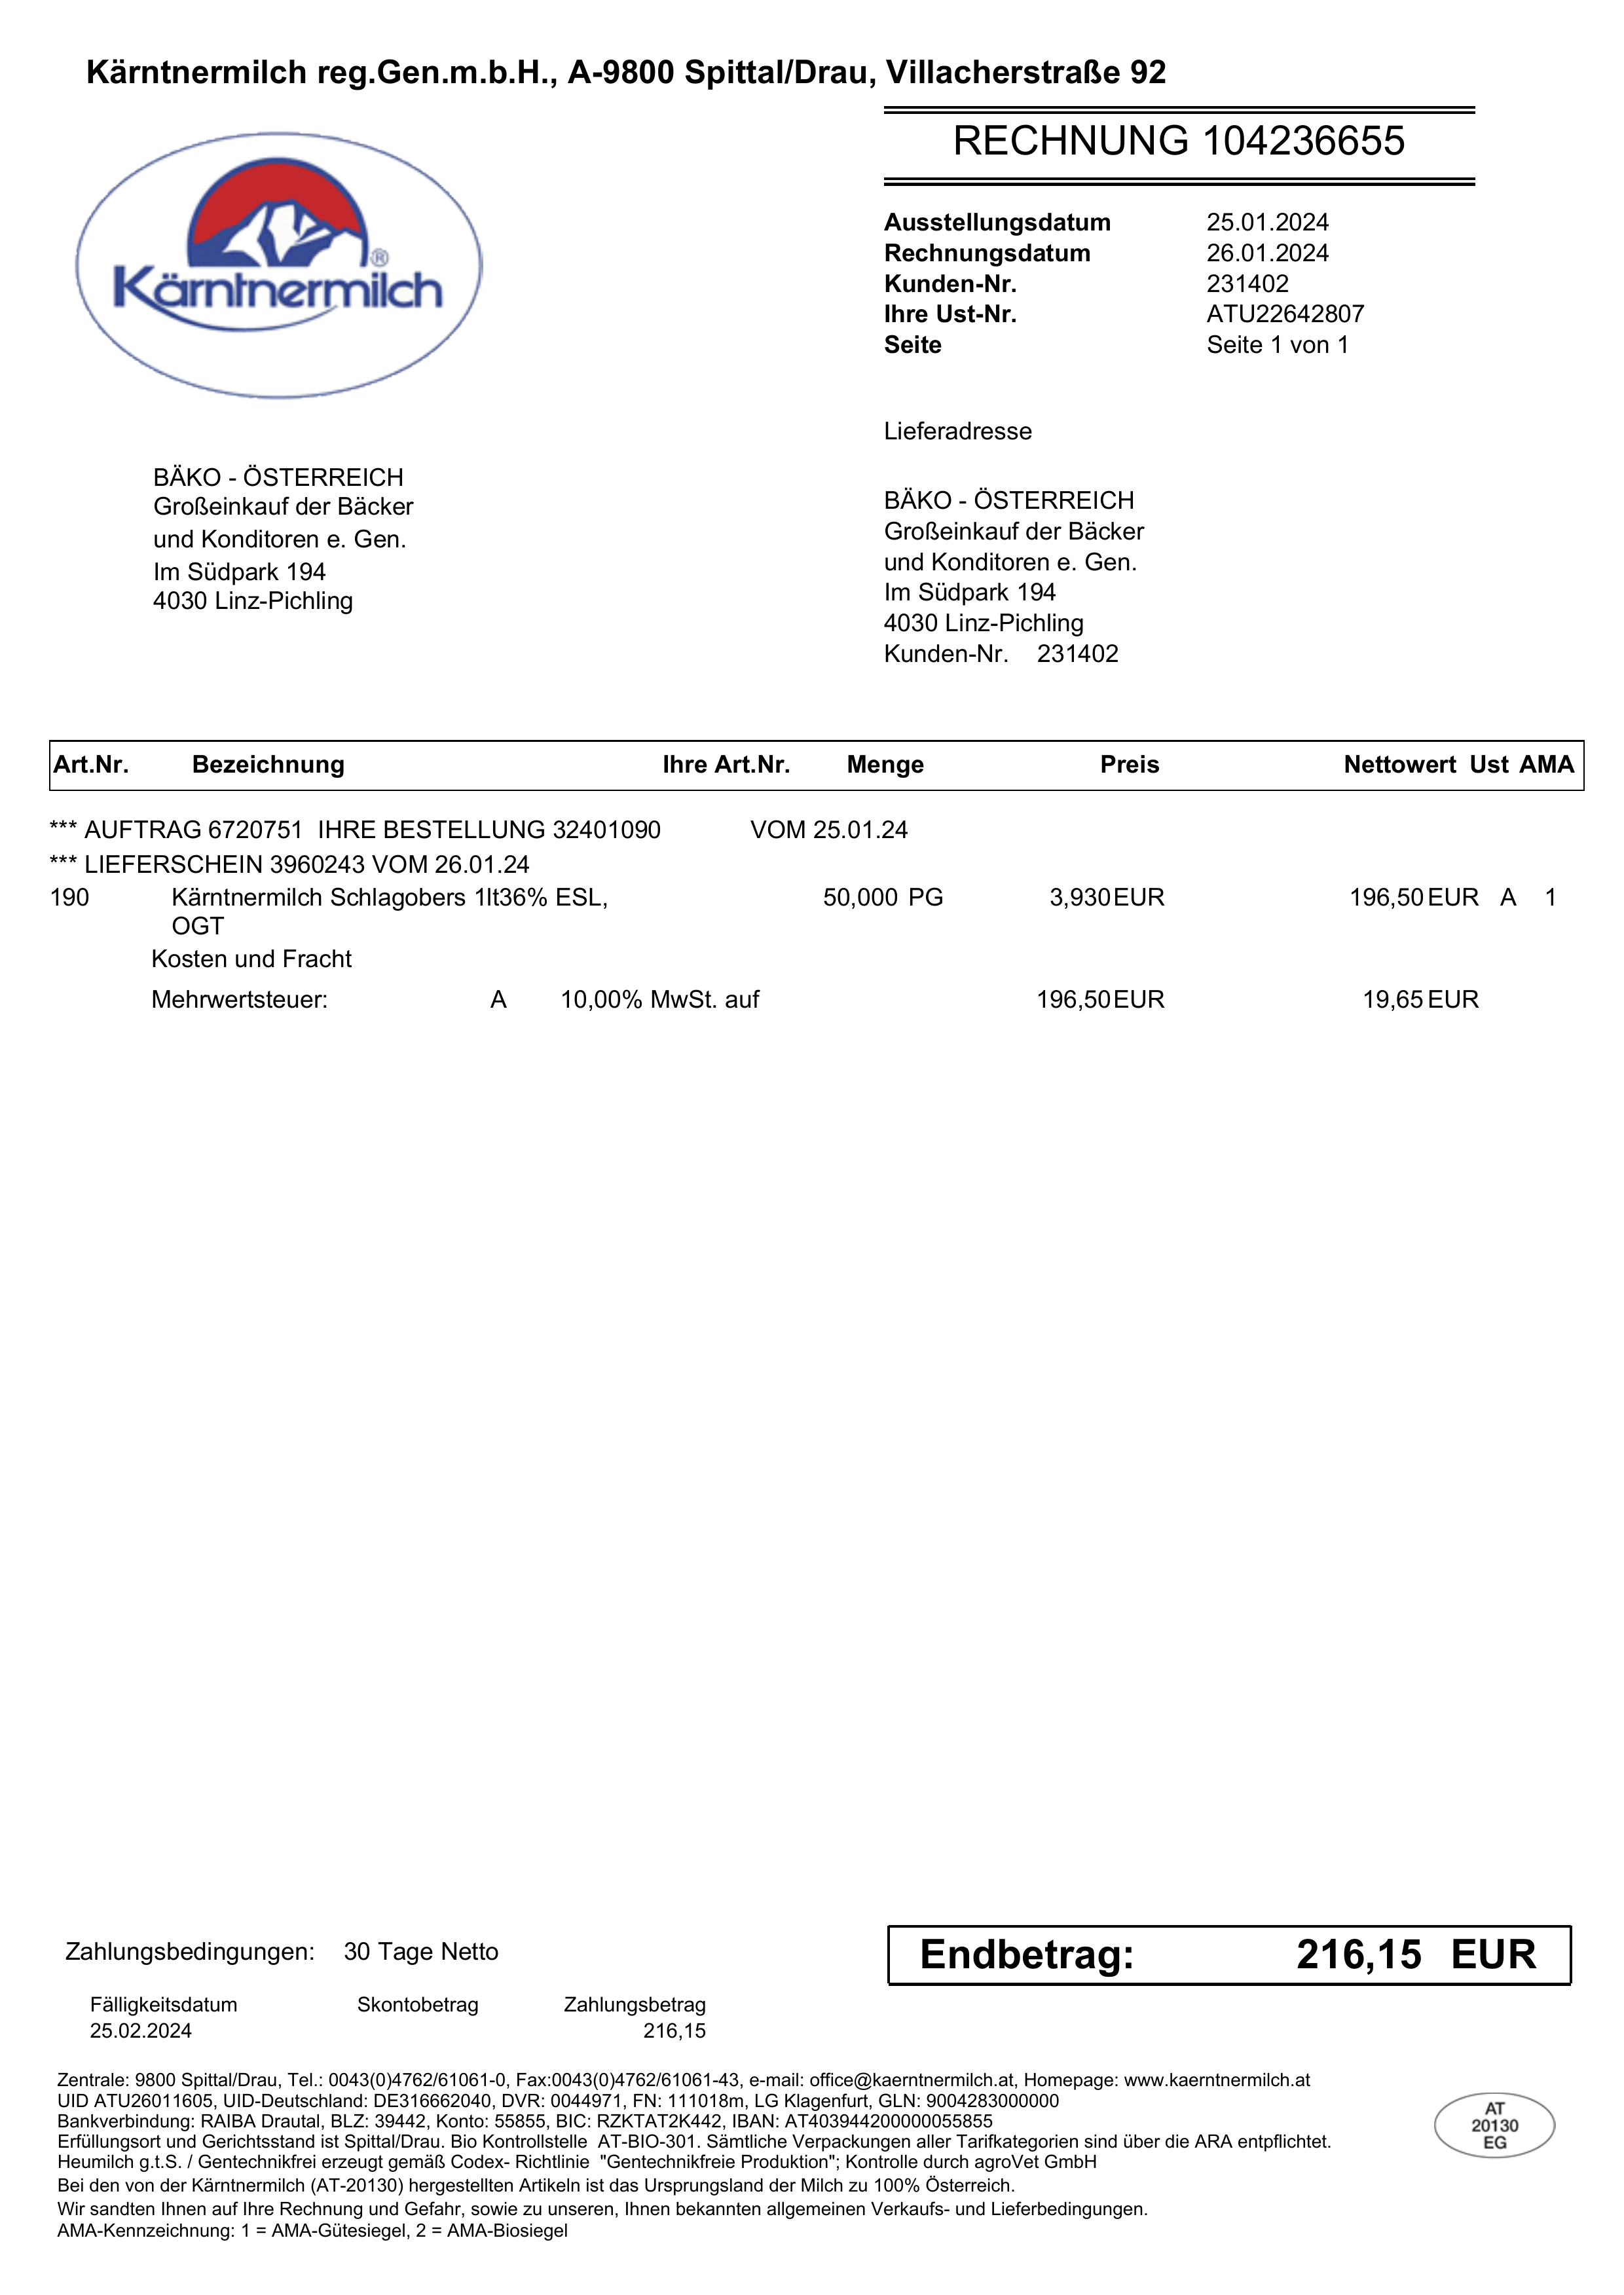 Kärntnermilch reg.Gen.m.b.H., A-9800 Spittal/Drau, Villacherstraße 92
RECHNUNG 104236655
Kärntnermilch ®
Ausstellungsdatum 25.01.2024
Rechnungsdatum 26.01.2024
Kunden-Nr. 231402
Ihre Ust-Nr. ATU22642807
Seite Seite 1 von 1
BÄKO - ÖSTERREICH
Großeinkauf der Bäcker
und Konditoren e. Gen.
Im Südpark 194
4030 Linz-Pichling
Lieferadresse
BÄKO - ÖSTERREICH
Großeinkauf der Bäcker
und Konditoren e. Gen.
Im Südpark 194
4030 Linz-Pichling
Kunden-Nr. 231402
Art.Nr. Bezeichnung Ihre Art.Nr. Menge Preis Nettowert Ust AMA
*** AUFTRAG 6720751 IHRE BESTELLUNG 32401090 VOM 25.01.24
*** LIEFERSCHEIN 3960243 VOM 26.01.24
190 Kärntnermilch Schlagobers 1lt36% ESL, 50,000 PG 3,930 EUR 196,50 EUR A 1
OGT
Kosten und Fracht
Mehrwertsteuer: A 10,00% MwSt. auf 196,50 EUR 19,65 EUR
Zahlungsbedingungen: 30 Tage Netto
Endbetrag: 216,15 EUR
Fälligkeitsdatum Skontobetrag Zahlungsbetrag
25.02.2024 216,15
Zentrale: 9800 Spittal/Drau, Tel.: 0043(0)4762/61061-0, Fax:0043(0)4762/61061-43, e-mail: office@kaerntnermilch.at, Homepage: www.kaerntnermilch.at
UID ATU26011605, UID-Deutschland: DE316662040, DVR: 0044971, FN: 111018m, LG Klagenfurt, GLN: 9004283000000
Bankverbindung: RAIBA Drautal, BLZ: 39442, Konto: 55855, BIC: RZKTAT2K442, IBAN: AT403944200000055855
Erfüllungsort und Gerichtsstand ist Spittal/Drau. Bio Kontrollstelle AT-BIO-301. Sämtliche Verpackungen aller Tarifkategorien sind über die ARA entpflichtet.
Heumilch g.t.S. / Gentechnikfrei erzeugt gemäß Codex- Richtlinie "Gentechnikfreie Produktion"; Kontrolle durch agroVet GmbH
Bei den von der Kärntnermilch (AT-20130) hergestellten Artikeln ist das Ursprungsland der Milch zu 100% Österreich.
Wir sandten Ihnen auf Ihre Rechnung und Gefahr, sowie zu unseren, Ihnen bekannten allgemeinen Verkaufs- und Lieferbedingungen.
AMA-Kennzeichnung: 1 = AMA-Gütesiegel, 2 = AMA-Biosiegel
AT
20130
EG